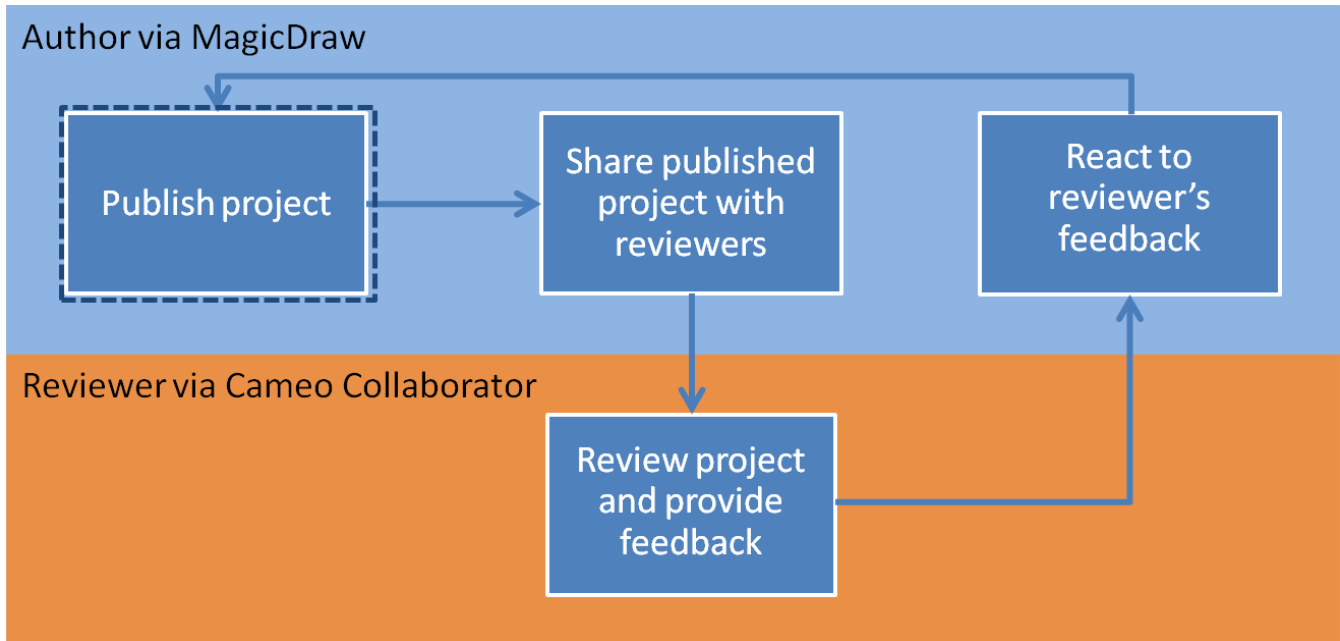 Author via MagicDraw
Publish project
Share published
project with
reviewers
React to
reviewer’s
feedback
Reviewer via Cameo Collaborator
Review project
and provide
feedback